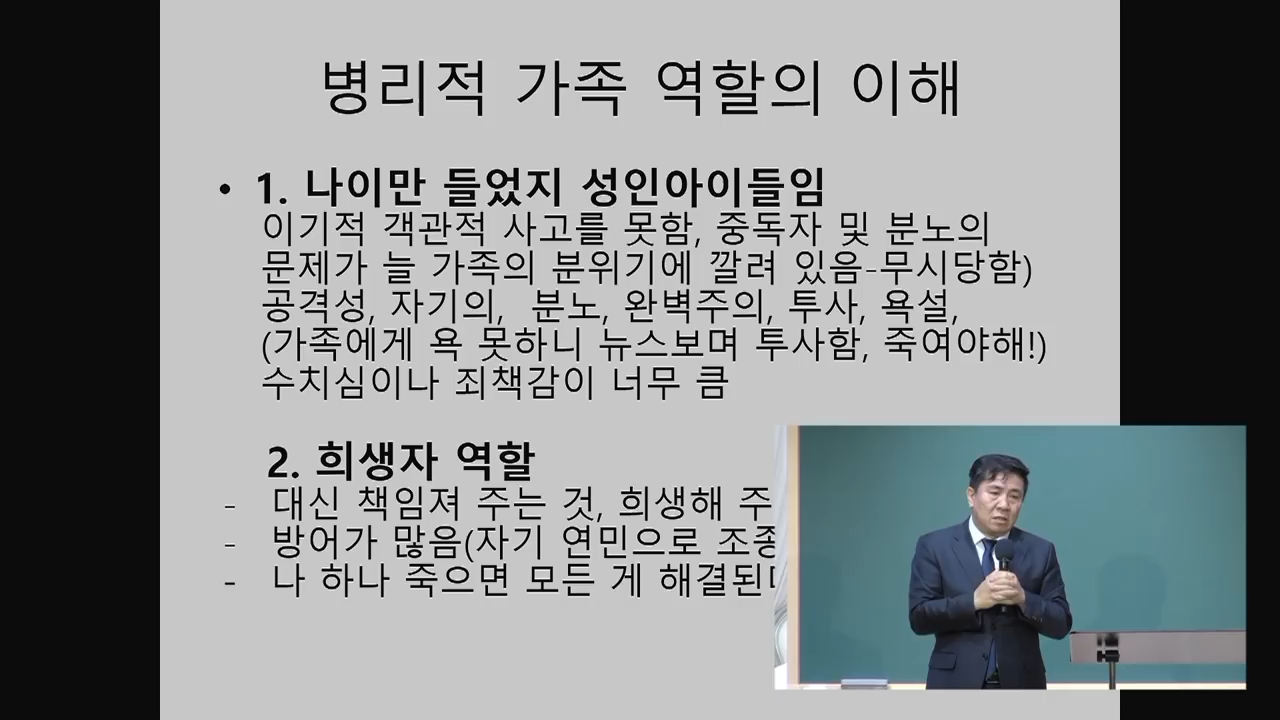 병리적 가족 역할의 이해
• 1. 나이만 들었지 성인아이들임
이기적 객관적 사고를 못함, 중독자 및 분노의
문제가 늘 가족의 분위기에 깔려 있음-무시당함)
공격성, 자기의, 분노, 완벽주의, 투사, 욕설,
(가족에게 욕 못하니 뉴스보며 투사함, 죽여야해!)
수치심이나 죄책감이 너무 큼
2. 희생자 역할
- 대신 책임져 주는 것, 희생해 주
- 방어가 많음(자기 연민으로 조종
- 나 하나 죽으면 모든 게 해결된